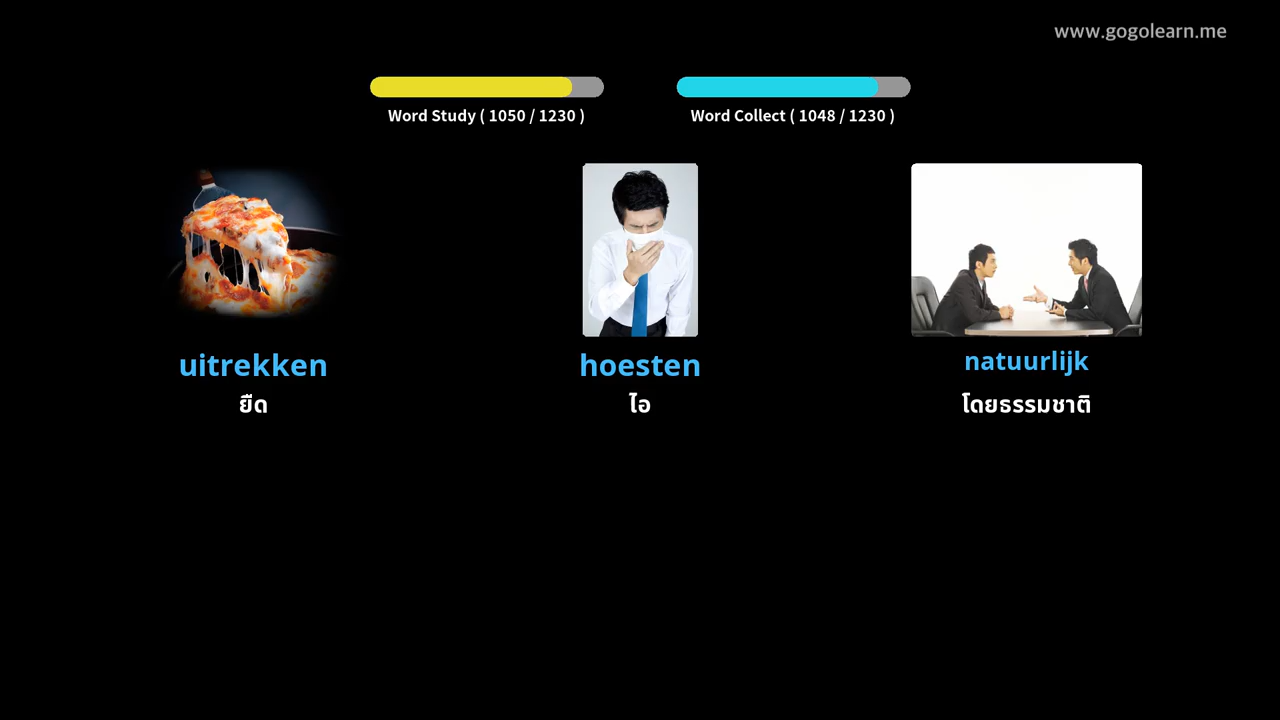 www.gogolearn.me
Word Study ( 1050 / 1230 )
Word Collect ( 1048 / 1230 )
uitrekken
ยืด
hoesten
ไอ
natuurlijk
โดยธรรมชาติ